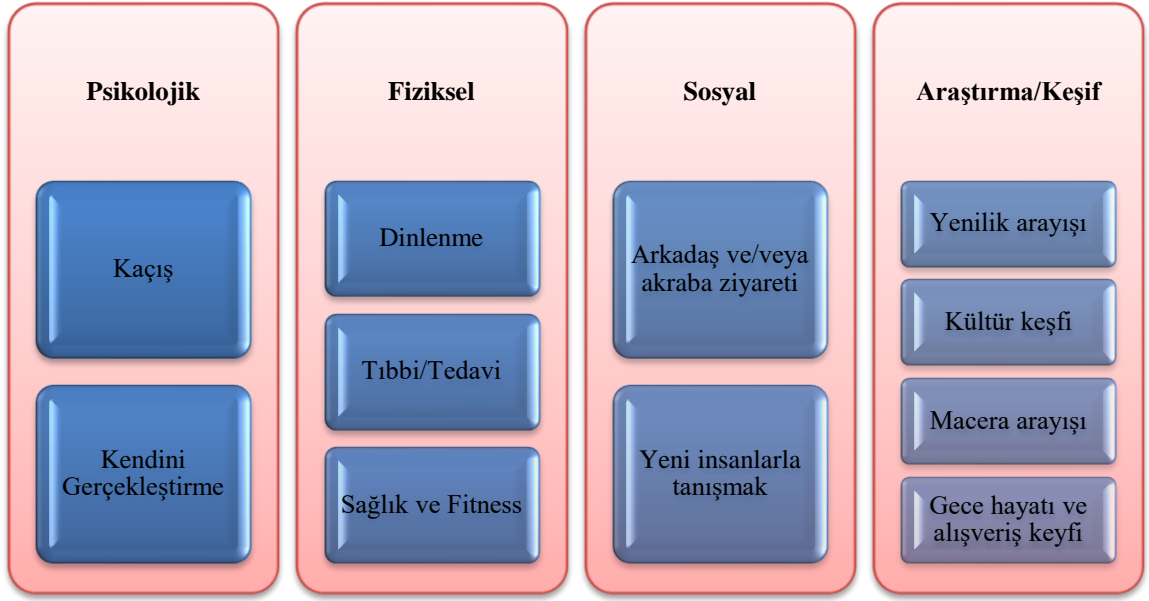 Psikolojik
Kaçış
Kendini
Gerçekleştirme
Fiziksel
Dinlenme
Tıbbi/Tedavi
Sağlık ve Fitness
Sosyal
Arkadaş ve/veya
akraba ziyareti
Yeni insanlarla
tanışmak
Araştırma/Keşif
Yenilik arayışı
Kültür keşfi
Macera arayışı
Gece hayatı ve
alışveriş keyfi